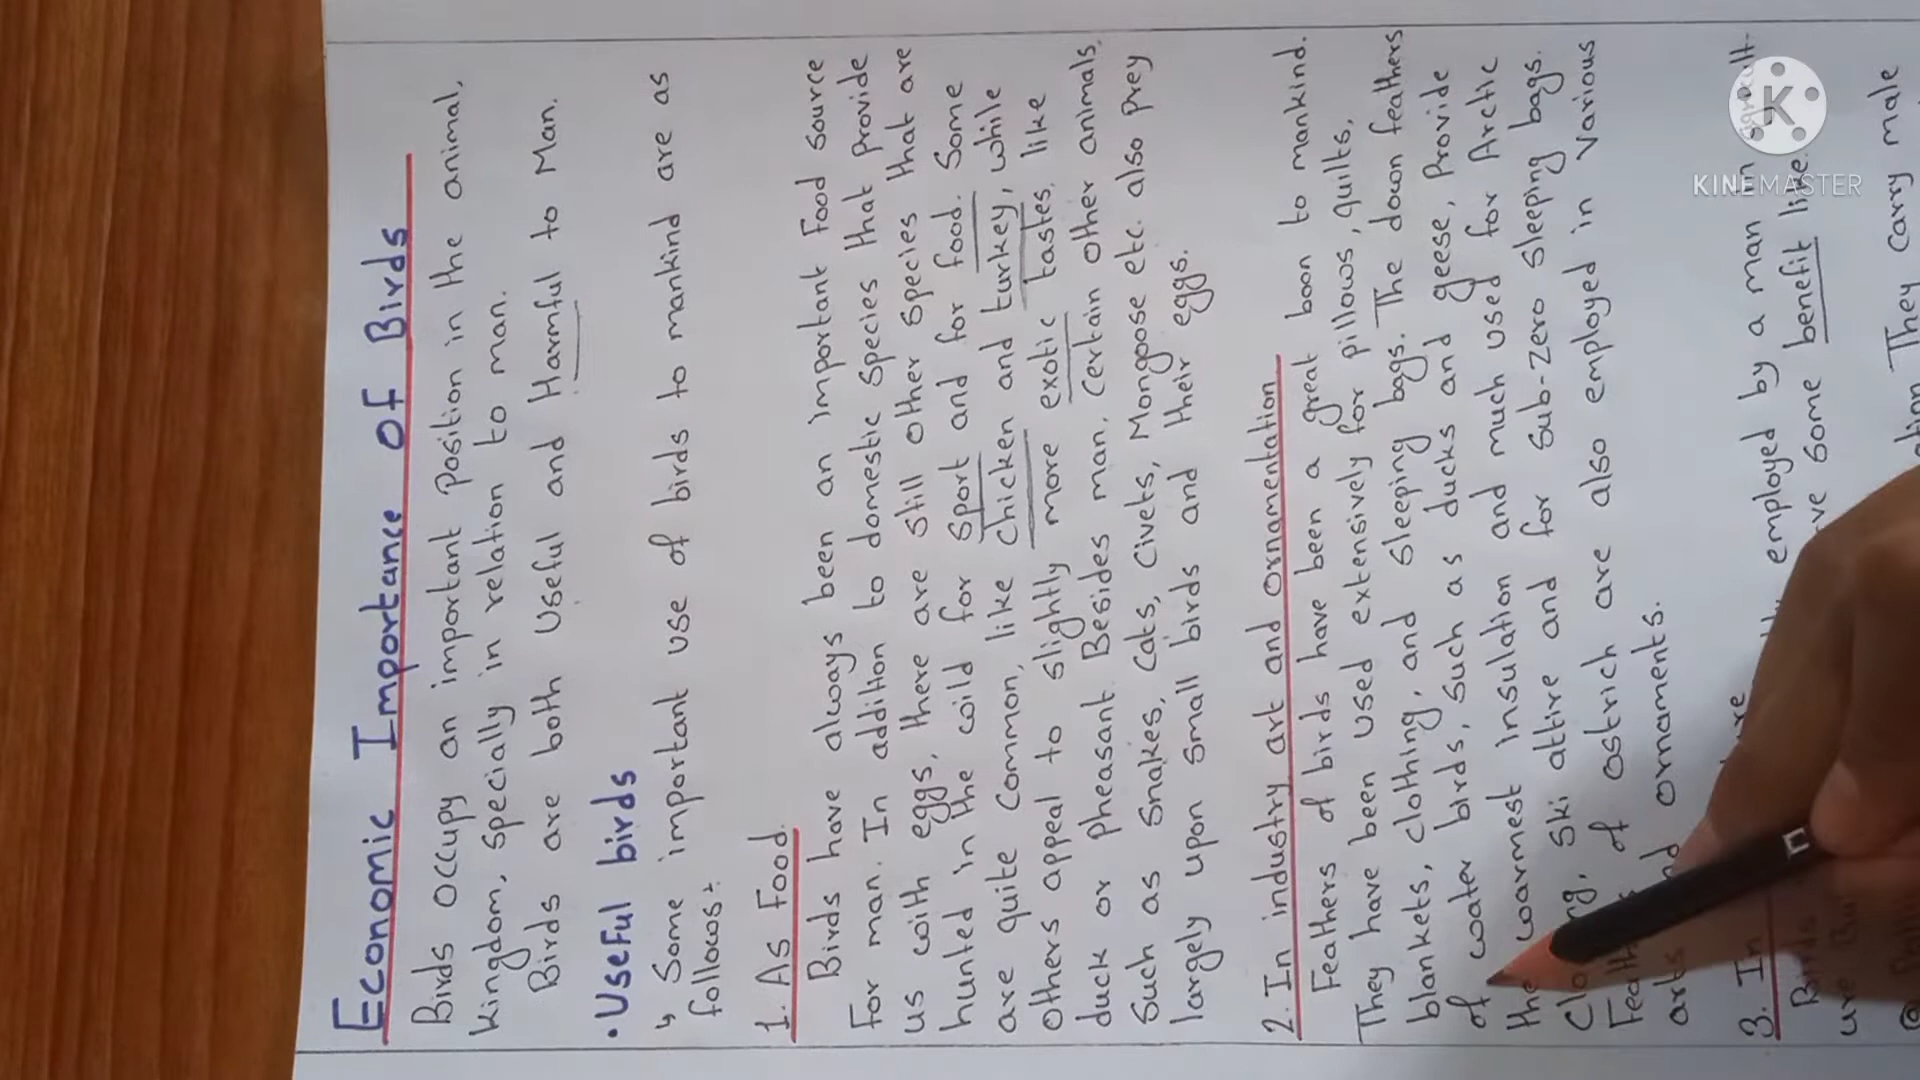 Economic Importance Of Birds
Birds occupy an important Position in the animal,
kingdom, specially in relation to man.
Birds are both useful and Harmful to Man.
• Useful birds
↳ Some important use of birds to mankind are as
follows:
1. As Food.
Birds have always been an important Food source
For man. In addition to domestic species that Provide
us with eggs, there are still other species that are
hunted in the wild for sport and for food. Some
are quite common, like chicken and turkey, while
others appeal to slightly more exotic tastes, like
duck or pheasant. Besides man, certain other animals,
such as snakes, cats, civets, Mongoose etc. also prey
largely upon small birds and their eggs.
2. In industry art and ornamentation
Feathers of birds have been a great boon to mankind.
They have been used extensively for pillows, quilts,
blankets, clothing, and sleeping bags. The down feathers
of water birds, such as ducks and geese, Provide
the warmest insulation and much used for Arctic
ski attire and for sub-zero sleeping bags.
of ostrich are also employed in various
arts ornaments.
3. In
Birds employed by a man in
some benefit like.
They carry male
KINEMASTER